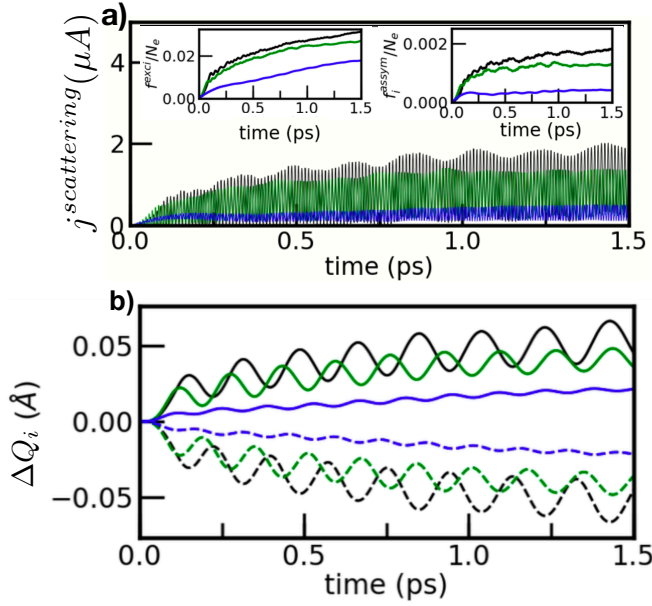 a)
j^{scattering}(μA)
4
2
0
0.0
0.5
1.0
1.5
time (ps)
f^{exci}/N_e
0.02
0.00
0.0
0.5
1.0
1.5
time (ps)
f_i^{assym}/N_e
0.002
0.000
0.0
0.5
1.0
1.5
time (ps)
b)
ΔQ_i (Å)
0.05
0.00
−0.05
0.0
0.5
1.0
1.5
time (ps)